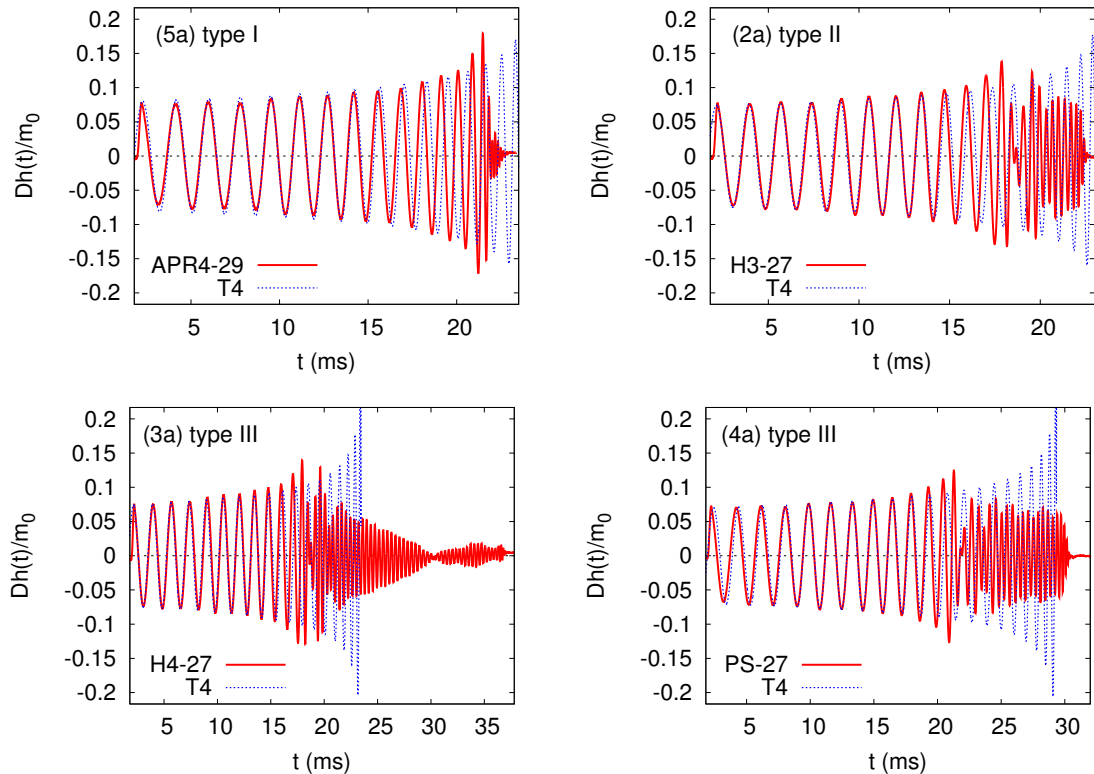 (5a) type I
Dh(t)/m0
0.2
0.15
0.1
0.05
0
-0.05
-0.1
-0.15
-0.2
APR4-29
T4
5 10 15 20
t (ms)
(2a) type II
Dh(t)/m0
0.2
0.15
0.1
0.05
0
-0.05
-0.1
-0.15
-0.2
H3-27
T4
5 10 15 20
t (ms)
(3a) type III
Dh(t)/m0
0.2
0.15
0.1
0.05
0
-0.05
-0.1
-0.15
-0.2
H4-27
T4
5 10 15 20 25 30 35
t (ms)
(4a) type III
Dh(t)/m0
0.2
0.15
0.1
0.05
0
-0.05
-0.1
-0.15
-0.2
PS-27
T4
5 10 15 20 25 30
t (ms)